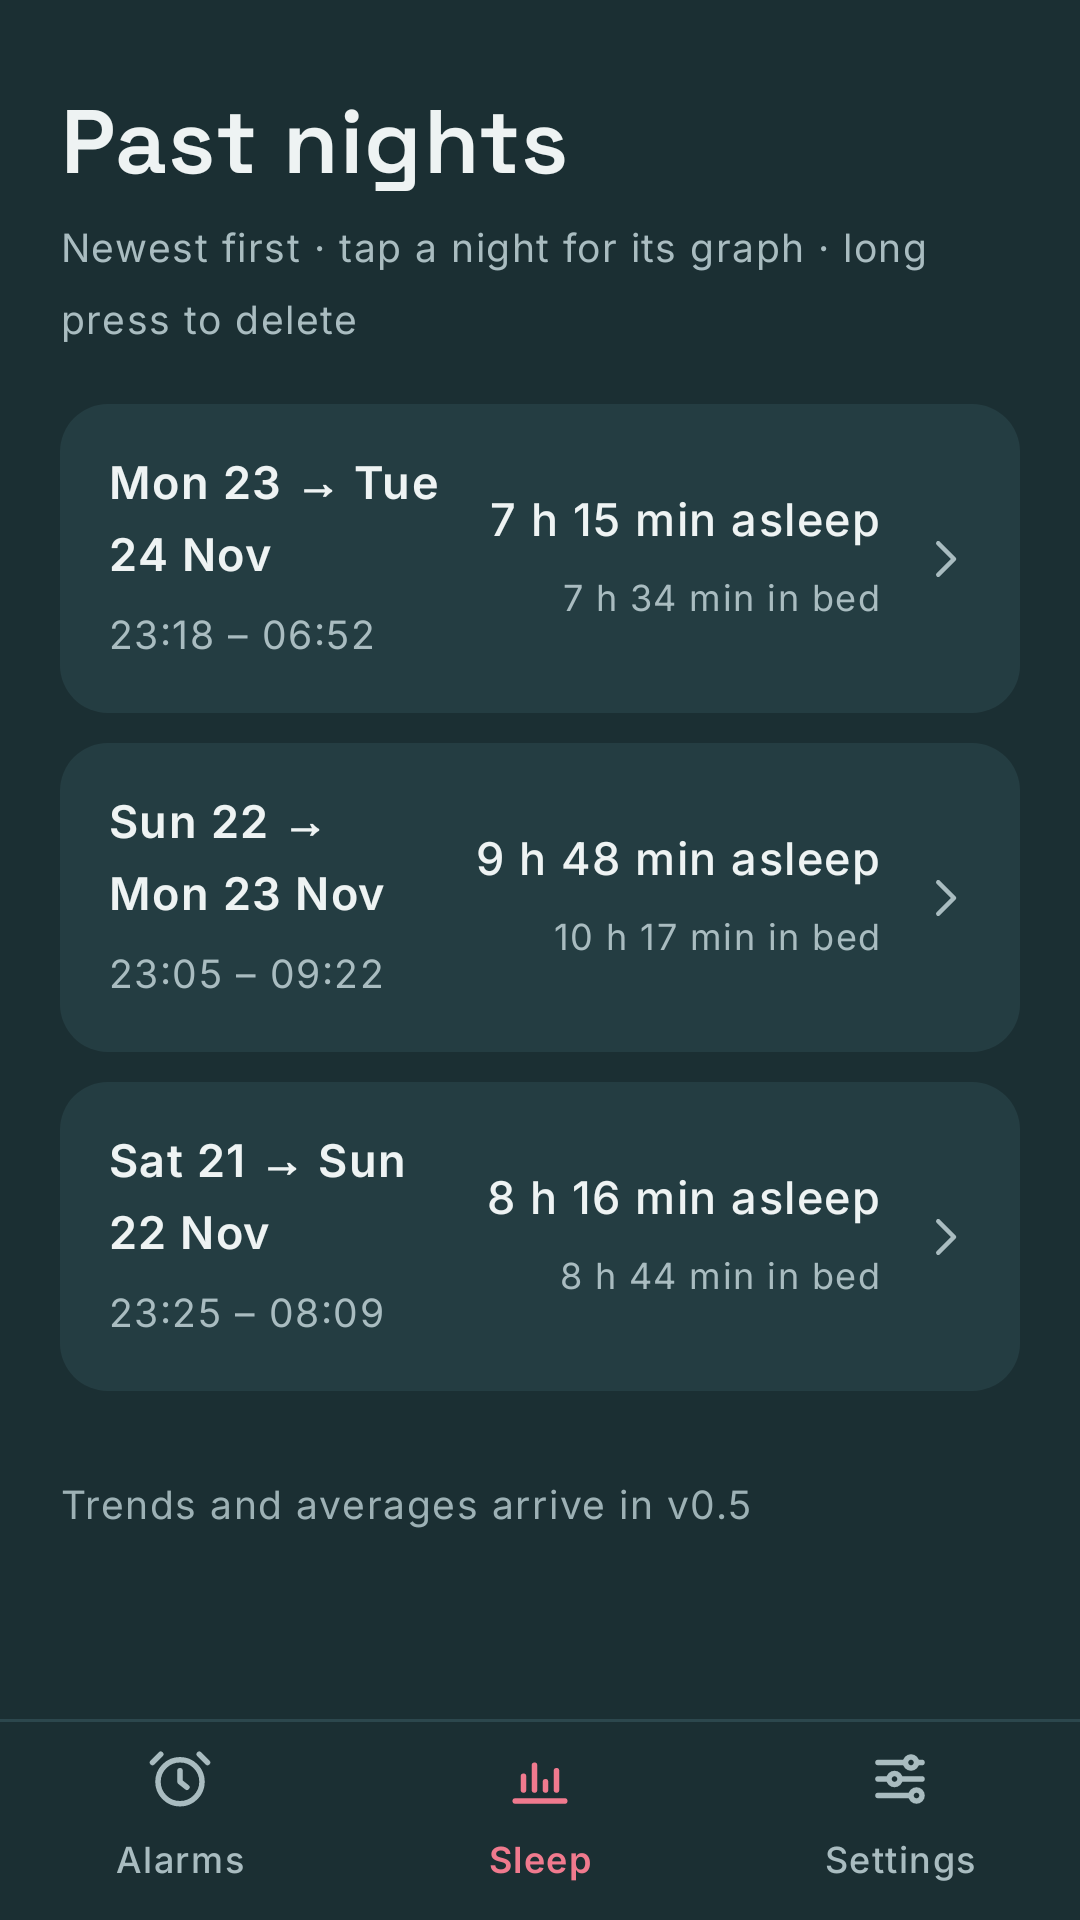 Past nights
Newest first · tap a night for its graph · long
press to delete
Mon 23 → Tue
24 Nov
23:18 – 06:52
7 h 15 min asleep
7 h 34 min in bed
Sun 22 →
Mon 23 Nov
23:05 – 09:22
9 h 48 min asleep
10 h 17 min in bed
Sat 21 → Sun
22 Nov
23:25 – 08:09
8 h 16 min asleep
8 h 44 min in bed
Trends and averages arrive in v0.5
Alarms
Sleep
Settings